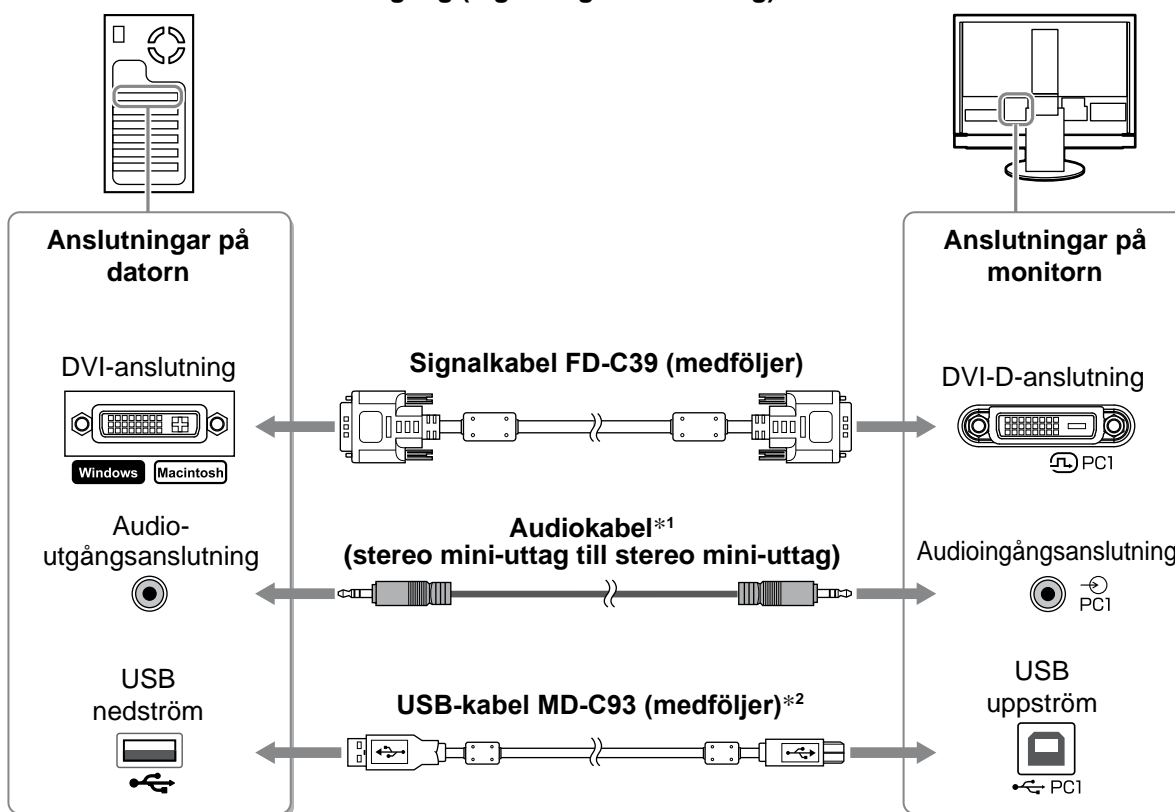 Anslutningar på
datorn
Anslutningar på
monitorn
DVI-anslutning
Signalkabel FD-C39 (medföljer)
DVI-D-anslutning
Windows Macintosh
PC1
Audio-
utgångsanslutning
Audiokabel*1
(stereo mini-uttag till stereo mini-uttag)
Audioingångsanslutning
PC1
USB
nedström
USB-kabel MD-C93 (medföljer)*2
USB
uppström
PC1